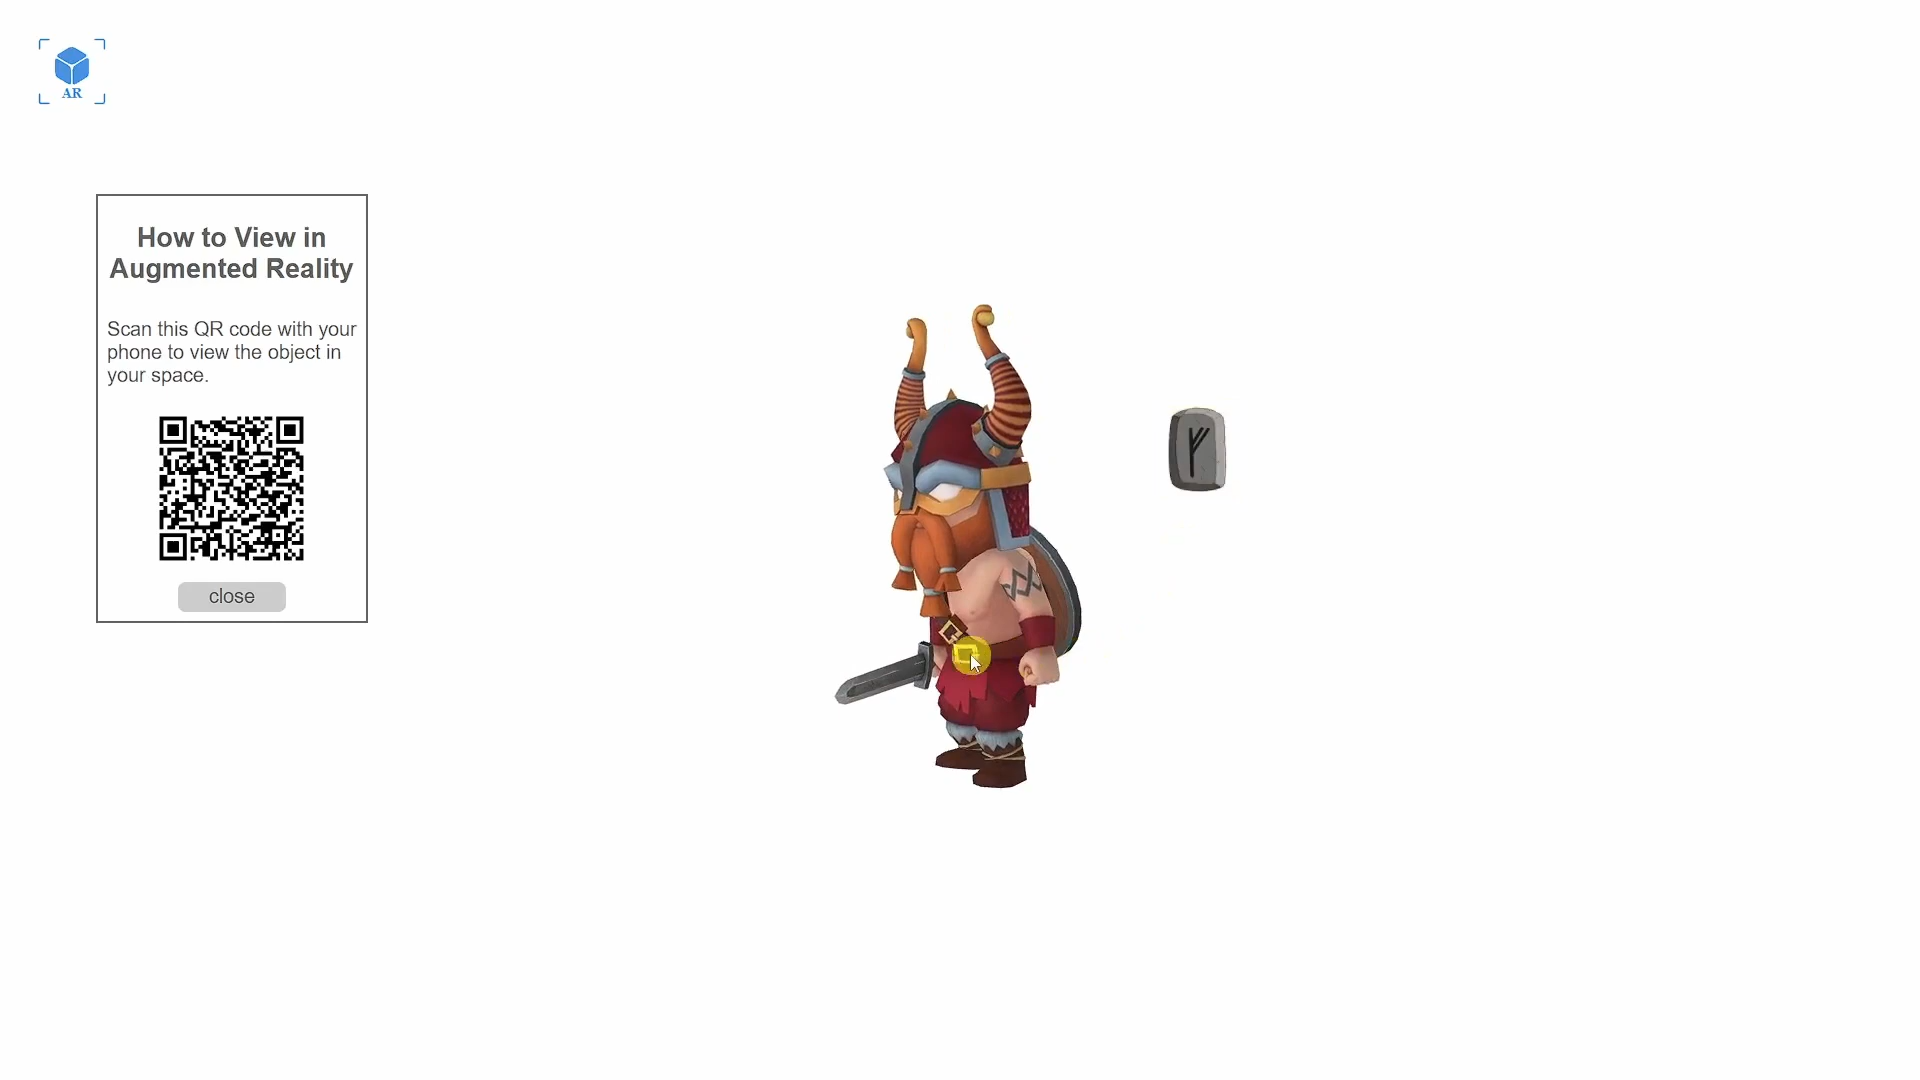 AR
How to View in
Augmented Reality
Scan this QR code with your
phone to view the object in
your space.
close